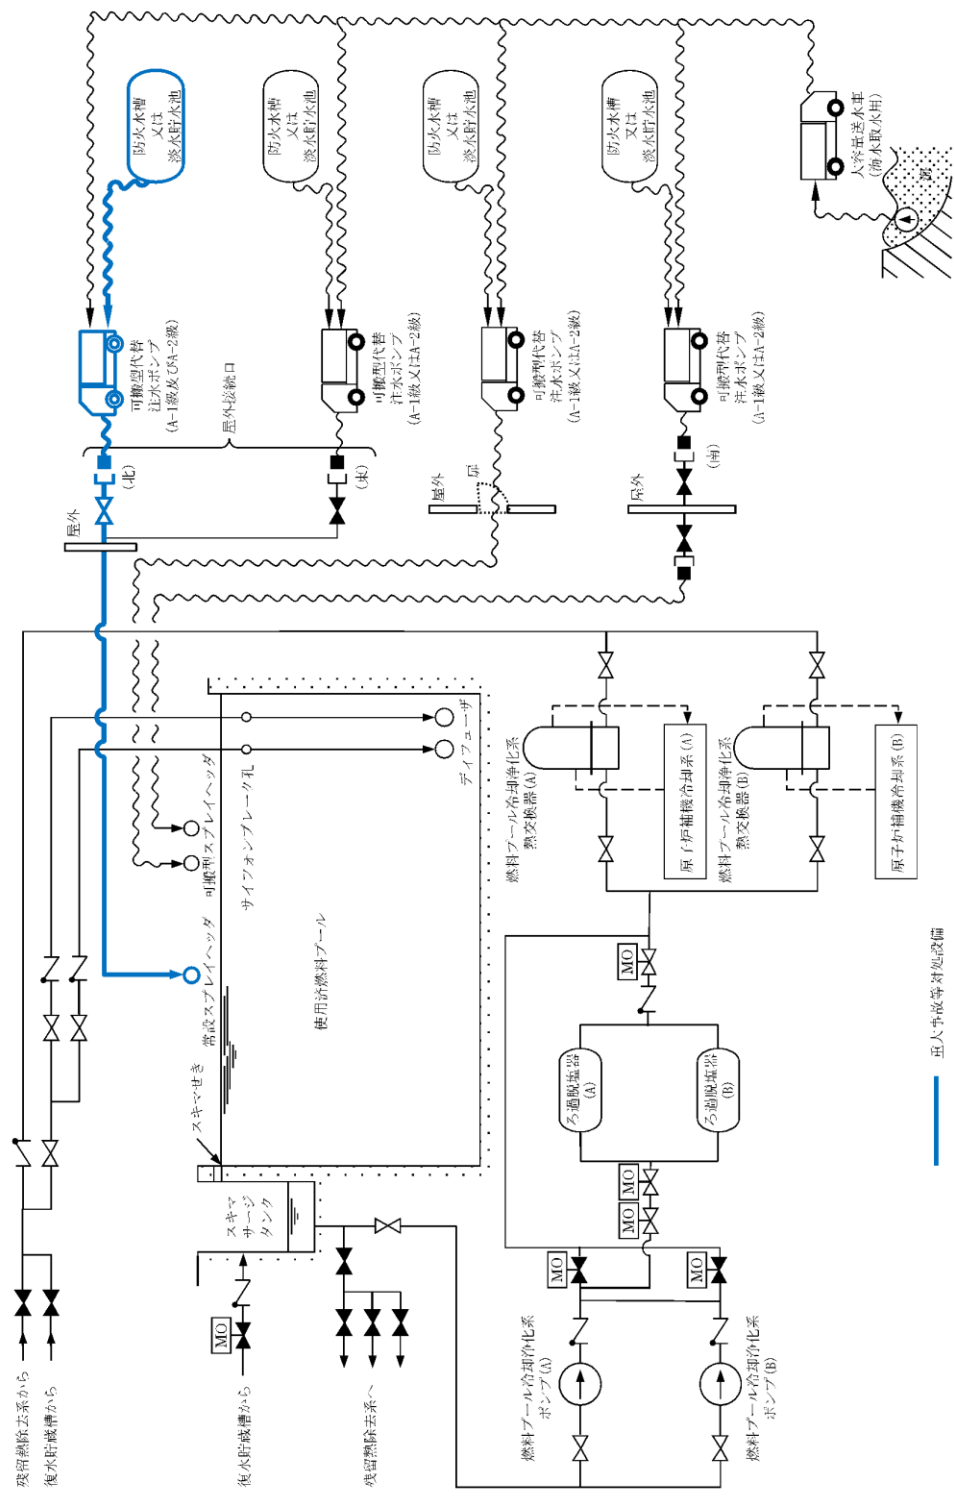 残留熱除去系から
復水貯蔵槽から
復水貯蔵槽から
残留熱除去系へ
MO
スキマ
サージ
タンク
スキマせき
常設スプレイヘッダ
可搬型スプレイヘッダ
サイフォンブレーク孔
使用済燃料プール
ディフューザ
屋外
(北)
(東)
屋外接続口
可搬型代替
注水ポンプ
(A-1級及びA-2級)
防火水槽
又は
淡水貯水池
可搬型代替
注水ポンプ
(A-1級又はA-2級)
防火水槽
又は
淡水貯水池
屋外
扉
可搬型代替
注水ポンプ
(A-1級又はA-2級)
防火水槽
又は
淡水貯水池
屋外
(南)
可搬型代替
注水ポンプ
(A-1級又はA-2級)
防火水槽
又は
淡水貯水池
大容量送水車
(海水取水用)
海
燃料プール冷却浄化系
ポンプ(A)
燃料プール冷却浄化系
ポンプ(B)
MO
MO
MO
MO
ろ過脱塩器
(A)
ろ過脱塩器
(B)
MO
燃料プール冷却浄化系
熱交換器(A)
原子炉補機冷却系(A)
燃料プール冷却浄化系
熱交換器(B)
原子炉補機冷却系(B)
重大事故等対処設備